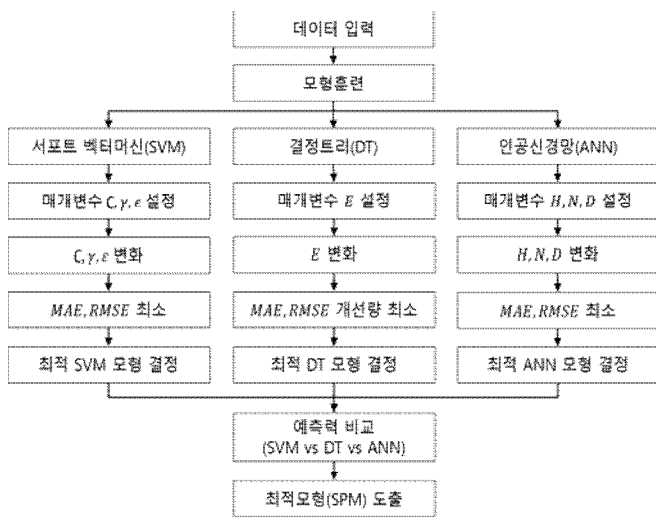 데이터 입력
모형훈련
서포트 벡터머신(SVM)
결정트리(DT)
인공신경망(ANN)
매개변수 C, γ, ε 설정
매개변수 E 설정
매개변수 H, N, D 설정
C, γ, ε 변화
E 변화
H, N, D 변화
MAE, RMSE 최소
MAE, RMSE 개선량 최소
MAE, RMSE 최소
최적 SVM 모형 결정
최적 DT 모형 결정
최적 ANN 모형 결정
예측력 비교
(SVM vs DT vs ANN)
최적모형(SPM) 도출